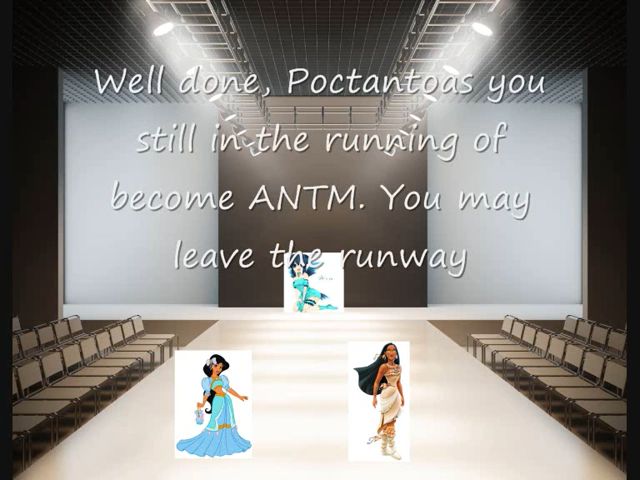 Well done, Poctantoas you
still in the running of
become ANTM. You may
leave the runway